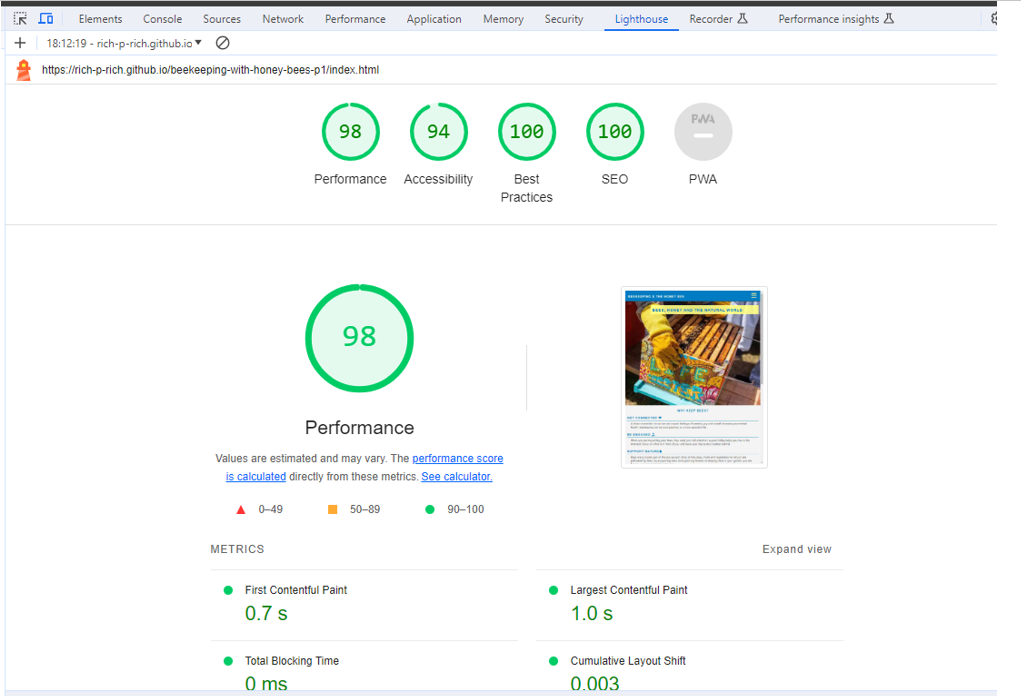 Elements Console Sources Network Performance Application Memory Security Lighthouse Recorder Performance insights
18:12:19 - rich-p-rich.github.io
https://rich-p-rich.github.io/beekeeping-with-honey-bees-p1/index.html
98 94 100 100 PWA
Performance Accessibility Best Practices SEO PWA
98
BEEKEEPING & THE HONEY BEE
BEES, HONEY AND THE NATURAL WORLD
WHY KEEP BEES?
Performance
Values are estimated and may vary. The performance score
is calculated directly from these metrics. See calculator.
0–49 50–89 90–100
METRICS Expand view
First Contentful Paint
0.7 s
Largest Contentful Paint
1.0 s
Total Blocking Time
0 ms
Cumulative Layout Shift
0.003